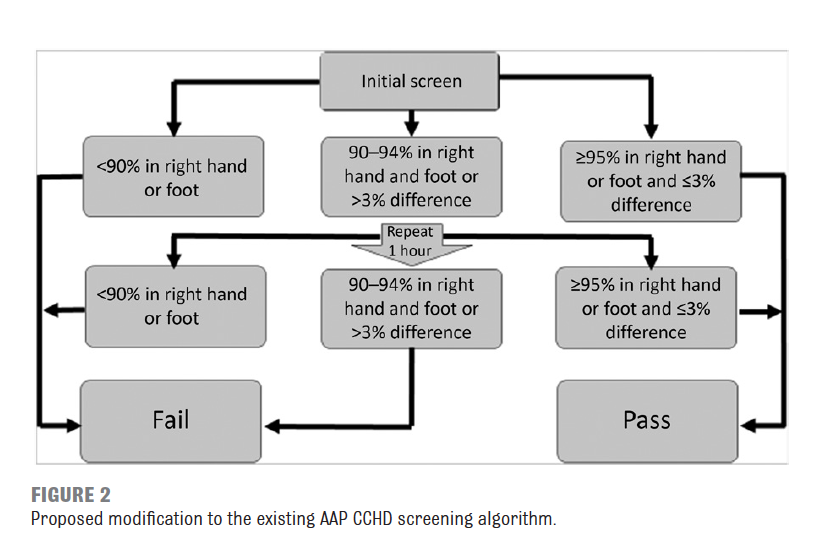 Initial screen
<90% in right hand
or foot
90–94% in right
hand and foot or
>3% difference
≥95% in right hand
or foot and ≤3%
difference
Repeat
1 hour
<90% in right hand
or foot
90–94% in right
hand and foot or
>3% difference
≥95% in right hand
or foot and ≤3%
difference
Fail
Pass
FIGURE 2
Proposed modification to the existing AAP CCHD screening algorithm.